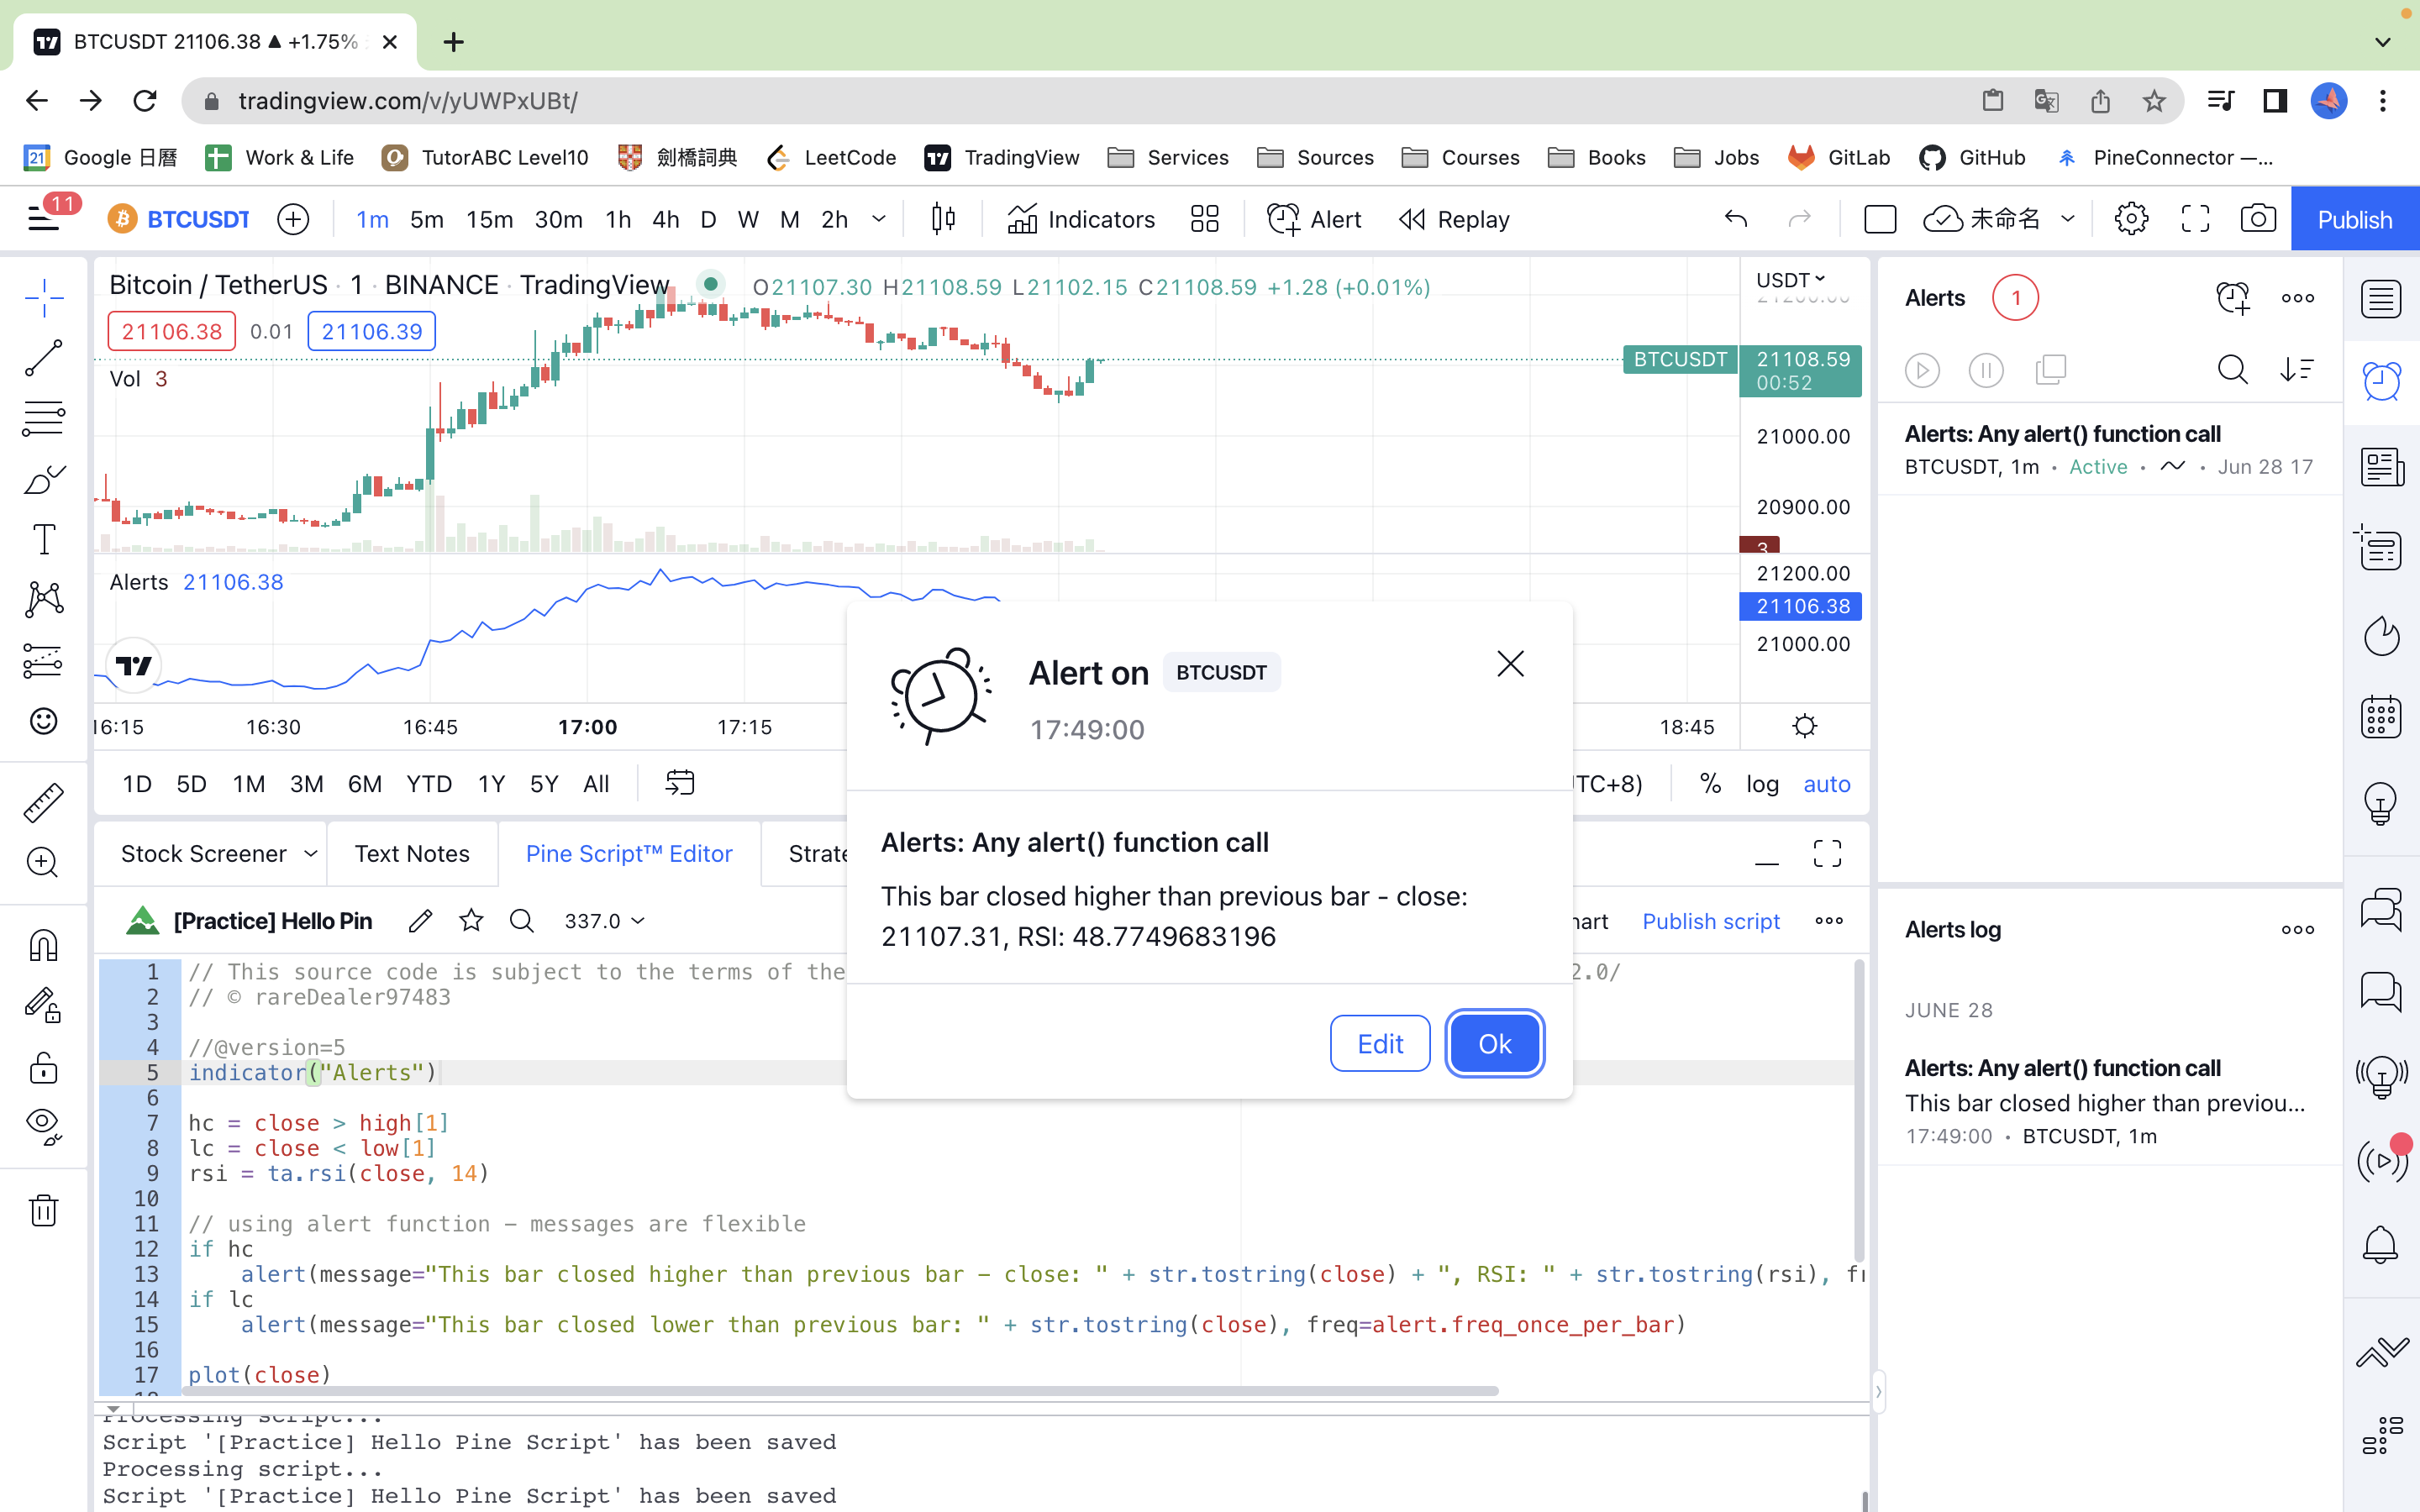 BTCUSDT 21106.38 ▲ +1.75%
tradingview.com/v/yUWPxUBt/
21 Google 日曆 Work & Life TutorABC Level10 劍橋詞典 LeetCode TradingView Services Sources Courses Books Jobs GitLab GitHub PineConnector —...
11 BTCUSDT 1m 5m 15m 30m 1h 4h D W M 2h Indicators Alert Replay 未命名 Publish
Bitcoin / TetherUS · 1 · BINANCE · TradingView O21107.30 H21108.59 L21102.15 C21108.59 +1.28 (+0.01%)
USDT
21200.00
21106.38 0.01 21106.39
Vol 3
BTCUSDT 21108.59
00:52
21000.00
20900.00
3
Alerts 21106.38
21200.00
21106.38
21000.00
16:15 16:30 16:45 17:00 17:15 18:45
1D 5D 1M 3M 6M YTD 1Y 5Y All TC+8) % log auto
Alert on BTCUSDT
17:49:00
Alerts: Any alert() function call
This bar closed higher than previous bar - close:
21107.31, RSI: 48.7749683196
Edit Ok
Stock Screener Text Notes Pine Script™ Editor Strate
[Practice] Hello Pin 337.0 hart Publish script
1 // This source code is subject to the terms of the 2.0/
2 // © rareDealer97483
3
4 //@version=5
5 indicator("Alerts")
6
7 hc = close > high[1]
8 lc = close < low[1]
9 rsi = ta.rsi(close, 14)
10
11 // using alert function – messages are flexible
12 if hc
13 alert(message="This bar closed higher than previous bar – close: " + str.tostring(close) + ", RSI: " + str.tostring(rsi), fr
14 if lc
15 alert(message="This bar closed lower than previous bar: " + str.tostring(close), freq=alert.freq_once_per_bar)
16
17 plot(close)
Processing script...
Script '[Practice] Hello Pine Script' has been saved
Processing script...
Script '[Practice] Hello Pine Script' has been saved
Alerts 1
Alerts: Any alert() function call
BTCUSDT, 1m • Active • • Jun 28 17
Alerts log
JUNE 28
Alerts: Any alert() function call
This bar closed higher than previou...
17:49:00 • BTCUSDT, 1m